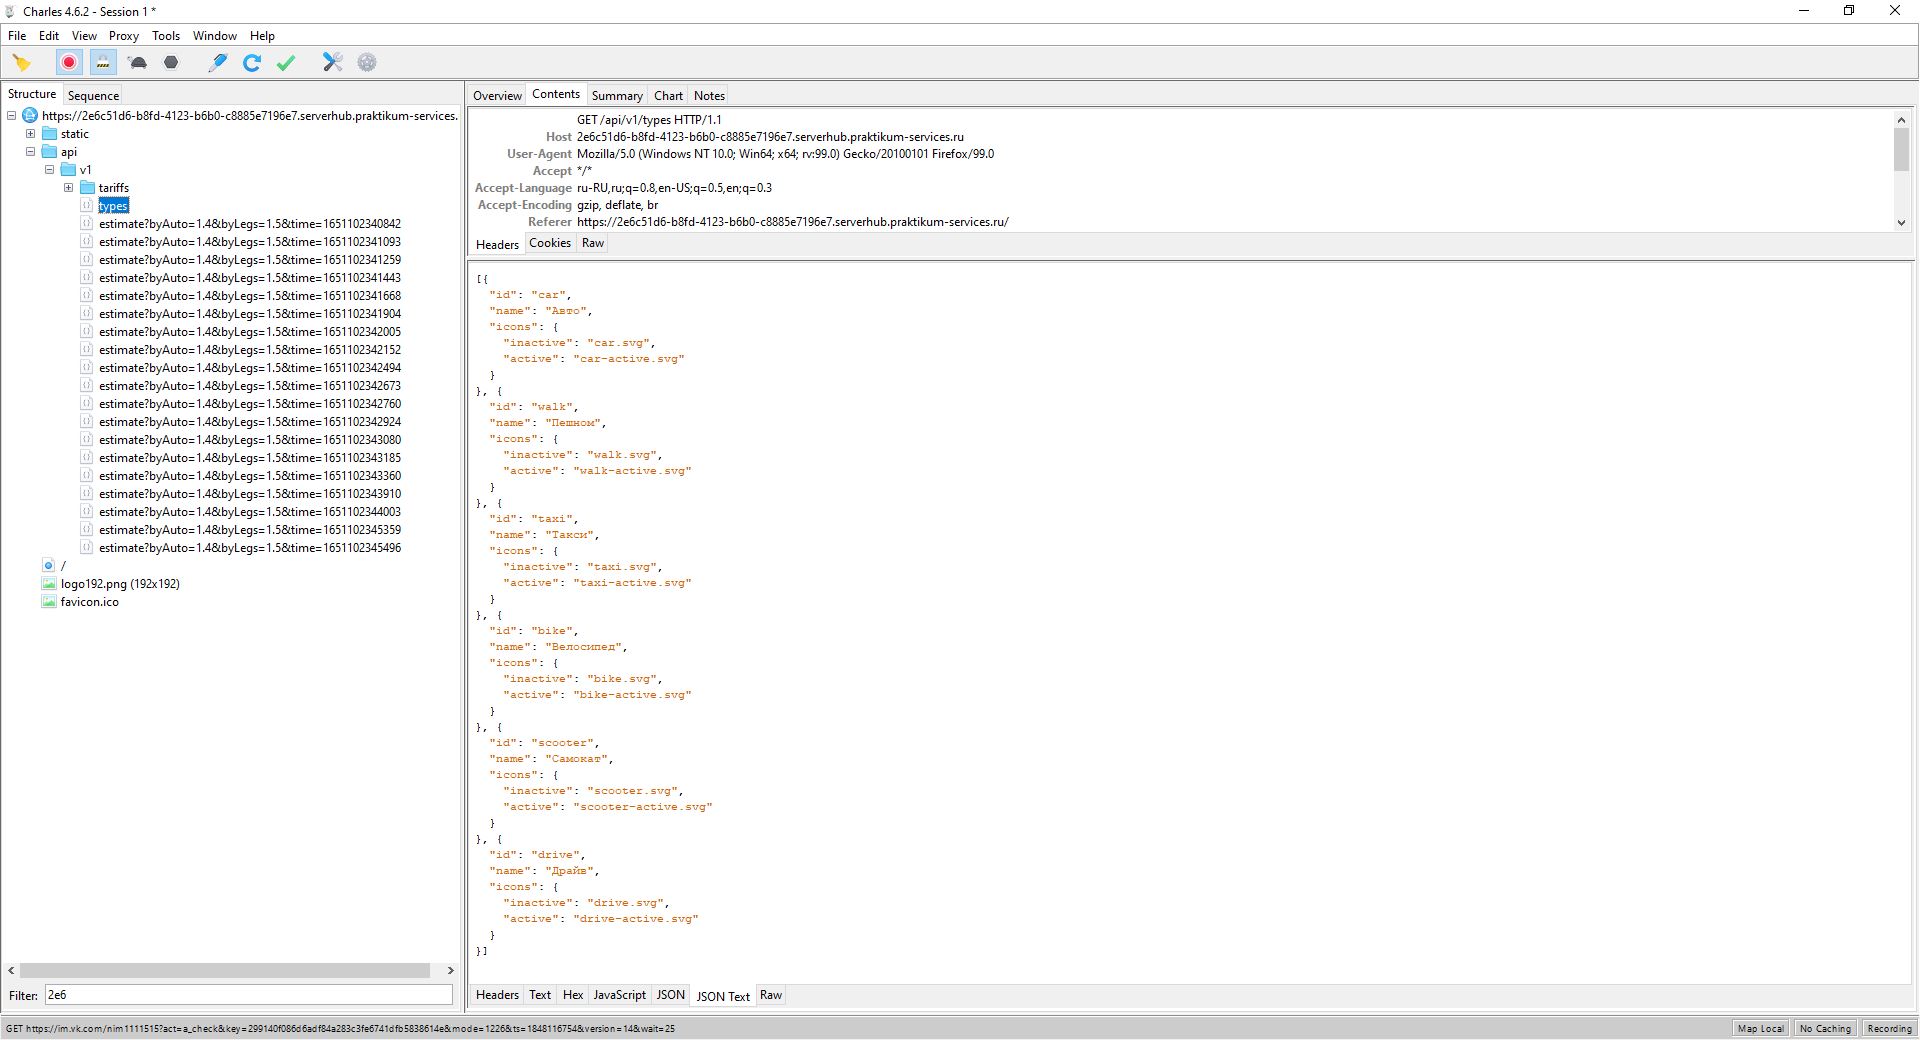 Charles 4.6.2 - Session 1 *
File Edit View Proxy Tools Window Help
Structure Sequence
https://2e6c51d6-b8fd-4123-b6b0-c8885e7196e7.serverhub.praktikum-services.
static
api
v1
tariffs
types
estimate?byAuto=1.4&byLegs=1.5&time=1651102340842
estimate?byAuto=1.4&byLegs=1.5&time=1651102341093
estimate?byAuto=1.4&byLegs=1.5&time=1651102341259
estimate?byAuto=1.4&byLegs=1.5&time=1651102341443
estimate?byAuto=1.4&byLegs=1.5&time=1651102341668
estimate?byAuto=1.4&byLegs=1.5&time=1651102341904
estimate?byAuto=1.4&byLegs=1.5&time=1651102342005
estimate?byAuto=1.4&byLegs=1.5&time=1651102342152
estimate?byAuto=1.4&byLegs=1.5&time=1651102342494
estimate?byAuto=1.4&byLegs=1.5&time=1651102342673
estimate?byAuto=1.4&byLegs=1.5&time=1651102342760
estimate?byAuto=1.4&byLegs=1.5&time=1651102342924
estimate?byAuto=1.4&byLegs=1.5&time=1651102343080
estimate?byAuto=1.4&byLegs=1.5&time=1651102343185
estimate?byAuto=1.4&byLegs=1.5&time=1651102343360
estimate?byAuto=1.4&byLegs=1.5&time=1651102343910
estimate?byAuto=1.4&byLegs=1.5&time=1651102344003
estimate?byAuto=1.4&byLegs=1.5&time=1651102345359
estimate?byAuto=1.4&byLegs=1.5&time=1651102345496
/
logo192.png (192x192)
favicon.ico
Filter: 2e6
Overview Contents Summary Chart Notes
GET /api/v1/types HTTP/1.1
Host 2e6c51d6-b8fd-4123-b6b0-c8885e7196e7.serverhub.praktikum-services.ru
User-Agent Mozilla/5.0 (Windows NT 10.0; Win64; x64; rv:99.0) Gecko/20100101 Firefox/99.0
Accept */*
Accept-Language ru-RU,ru;q=0.8,en-US;q=0.5,en;q=0.3
Accept-Encoding gzip, deflate, br
Referer https://2e6c51d6-b8fd-4123-b6b0-c8885e7196e7.serverhub.praktikum-services.ru/
Headers Cookies Raw
[{
"id": "car",
"name": "Авто",
"icons": {
"inactive": "car.svg",
"active": "car-active.svg"
}
}, {
"id": "walk",
"name": "Пешком",
"icons": {
"inactive": "walk.svg",
"active": "walk-active.svg"
}
}, {
"id": "taxi",
"name": "Такси",
"icons": {
"inactive": "taxi.svg",
"active": "taxi-active.svg"
}
}, {
"id": "bike",
"name": "Велосипед",
"icons": {
"inactive": "bike.svg",
"active": "bike-active.svg"
}
}, {
"id": "scooter",
"name": "Самокат",
"icons": {
"inactive": "scooter.svg",
"active": "scooter-active.svg"
}
}, {
"id": "drive",
"name": "Драйв",
"icons": {
"inactive": "drive.svg",
"active": "drive-active.svg"
}
}]
Headers Text Hex JavaScript JSON JSON Text Raw
GET https://im.vk.com/nim1111515?act=a_check&key=299140f086d6adf84a283c3fe6741dfb5838614e&mode=1226&ts=1848116754&version=14&wait=25
Map Local No Caching Recording